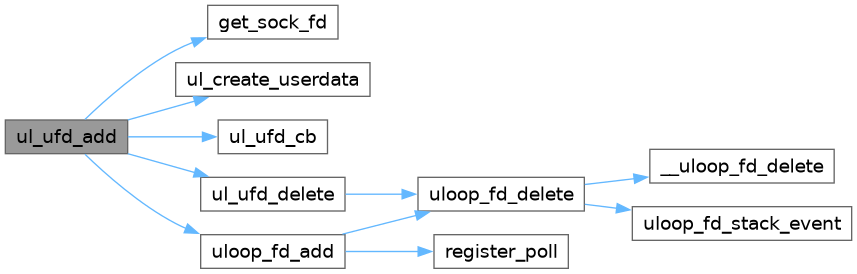 get_sock_fd
ul_create_userdata
ul_ufd_add
ul_ufd_cb
ul_ufd_delete
uloop_fd_delete
__uloop_fd_delete
uloop_fd_stack_event
uloop_fd_add
register_poll